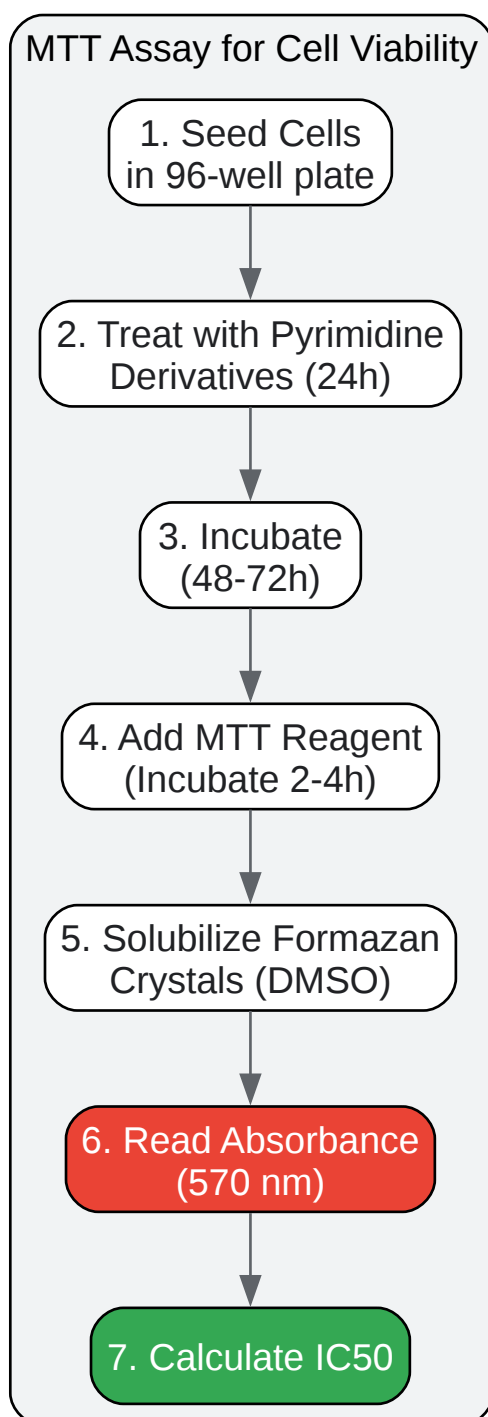 MTT Assay for Cell Viability
1. Seed Cells
in 96-well plate
2. Treat with Pyrimidine
Derivatives (24h)
3. Incubate
(48-72h)
4. Add MTT Reagent
(Incubate 2-4h)
5. Solubilize Formazan
Crystals (DMSO)
6. Read Absorbance
(570 nm)
7. Calculate IC50